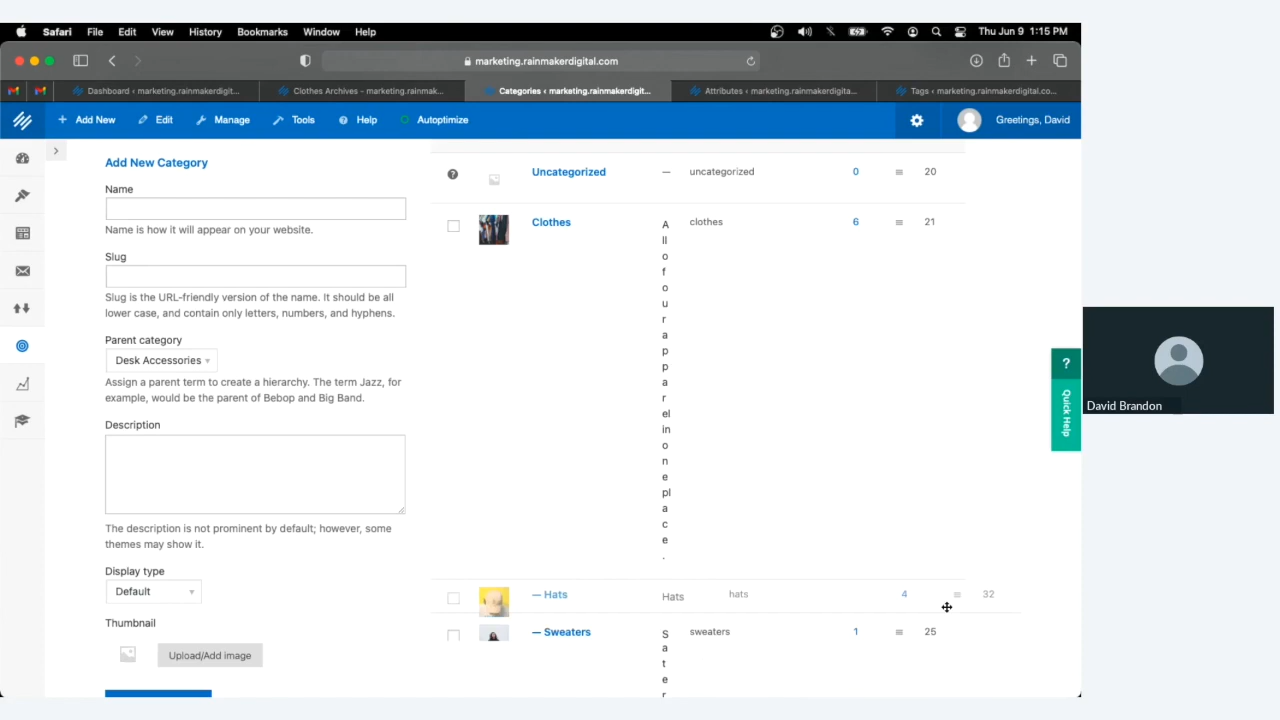 Safari File Edit View History Bookmarks Window Help Thu Jun 9 1:15 PM
marketing.rainmakerdigital.com
Dashboard ‹ marketing.rainmakerdigit... Clothes Archives - marketing.rainmak... Categories ‹ marketing.rainmakerdigit... Attributes ‹ marketing.rainmakerdigita... Tags ‹ marketing.rainmakerdigital.co...
+ Add New Edit Manage Tools Help Autoptimize Greetings, David
Add New Category
Name
Name is how it will appear on your website.
Slug
Slug is the URL-friendly version of the name. It should be all
lower case, and contain only letters, numbers, and hyphens.
Parent category
Desk Accessories
Assign a parent term to create a hierarchy. The term Jazz, for
example, would be the parent of Bebop and Big Band.
Description
The description is not prominent by default; however, some
themes may show it.
Display type
Default
Thumbnail
Upload/Add image
Uncategorized — uncategorized 0 20
Clothes clothes 6 21
A
ll
o
f
o
u
r
a
p
p
a
r
el
in
o
n
e
pl
a
c
e
.
— Hats Hats hats 4 32
— Sweaters sweaters 1 25
S
a
t
e
r
? Quick Help
David Brandon